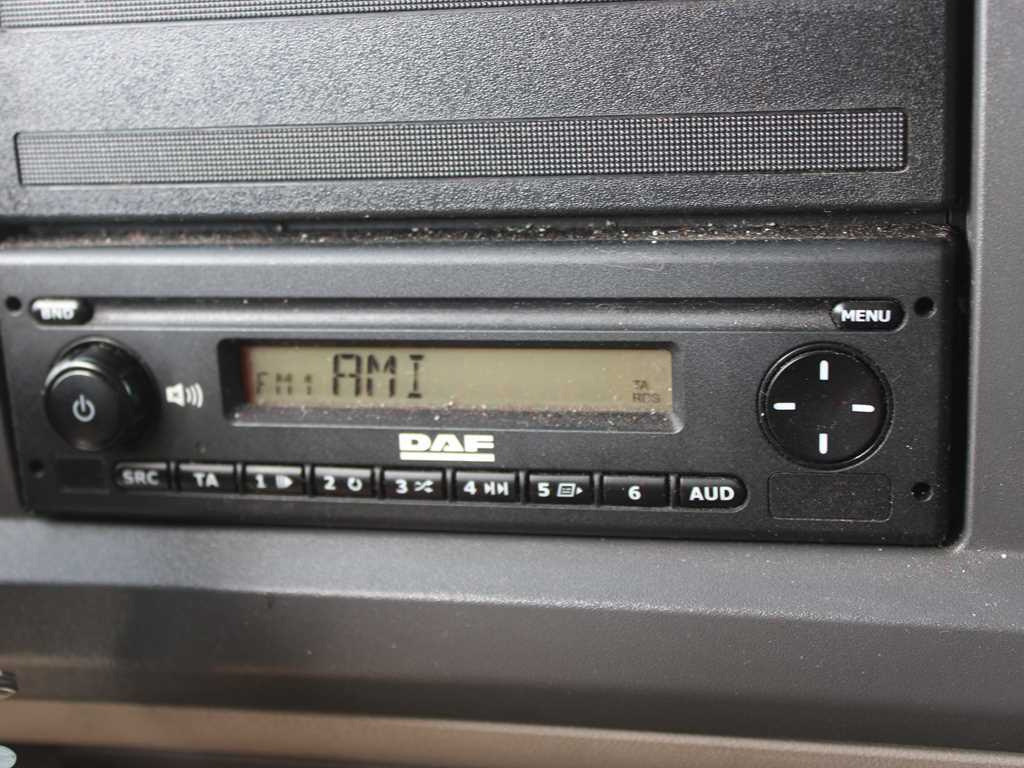 BND
MENU
FM1 AMI
TA
RDS
DAF
SRC TA 1 2 3 4 5 6 AUD